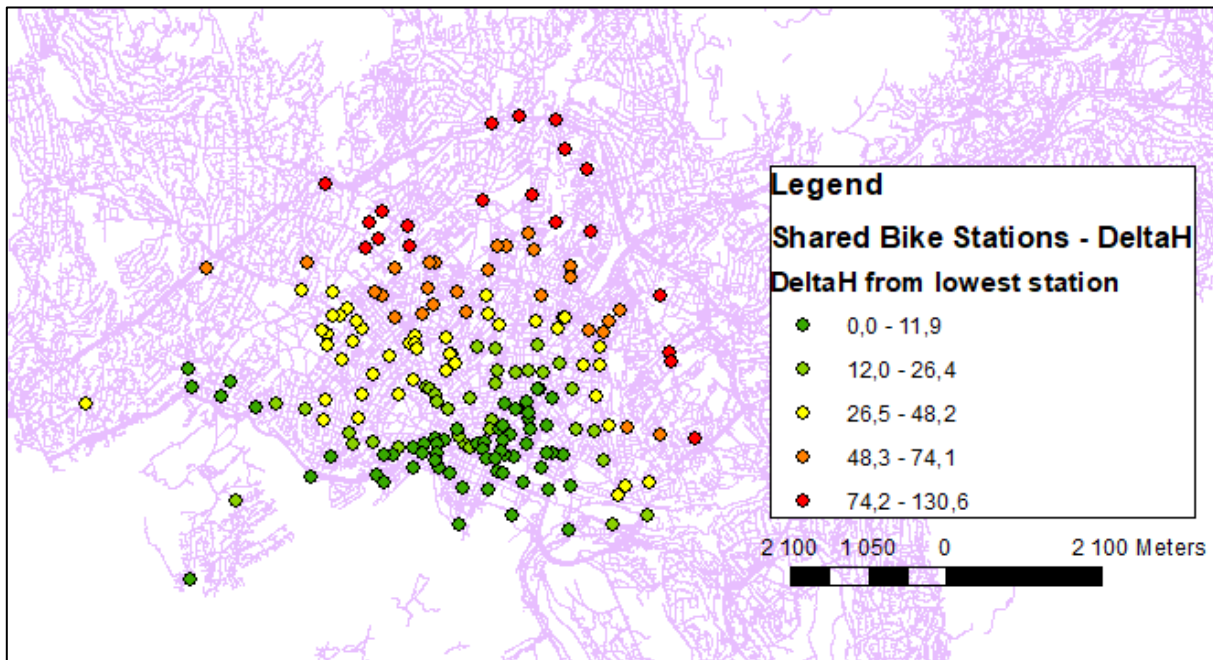 Legend
Shared Bike Stations - DeltaH
DeltaH from lowest station
0,0 - 11,9
12,0 - 26,4
26,5 - 48,2
48,3 - 74,1
74,2 - 130,6
2 100 1 050 0 2 100 Meters